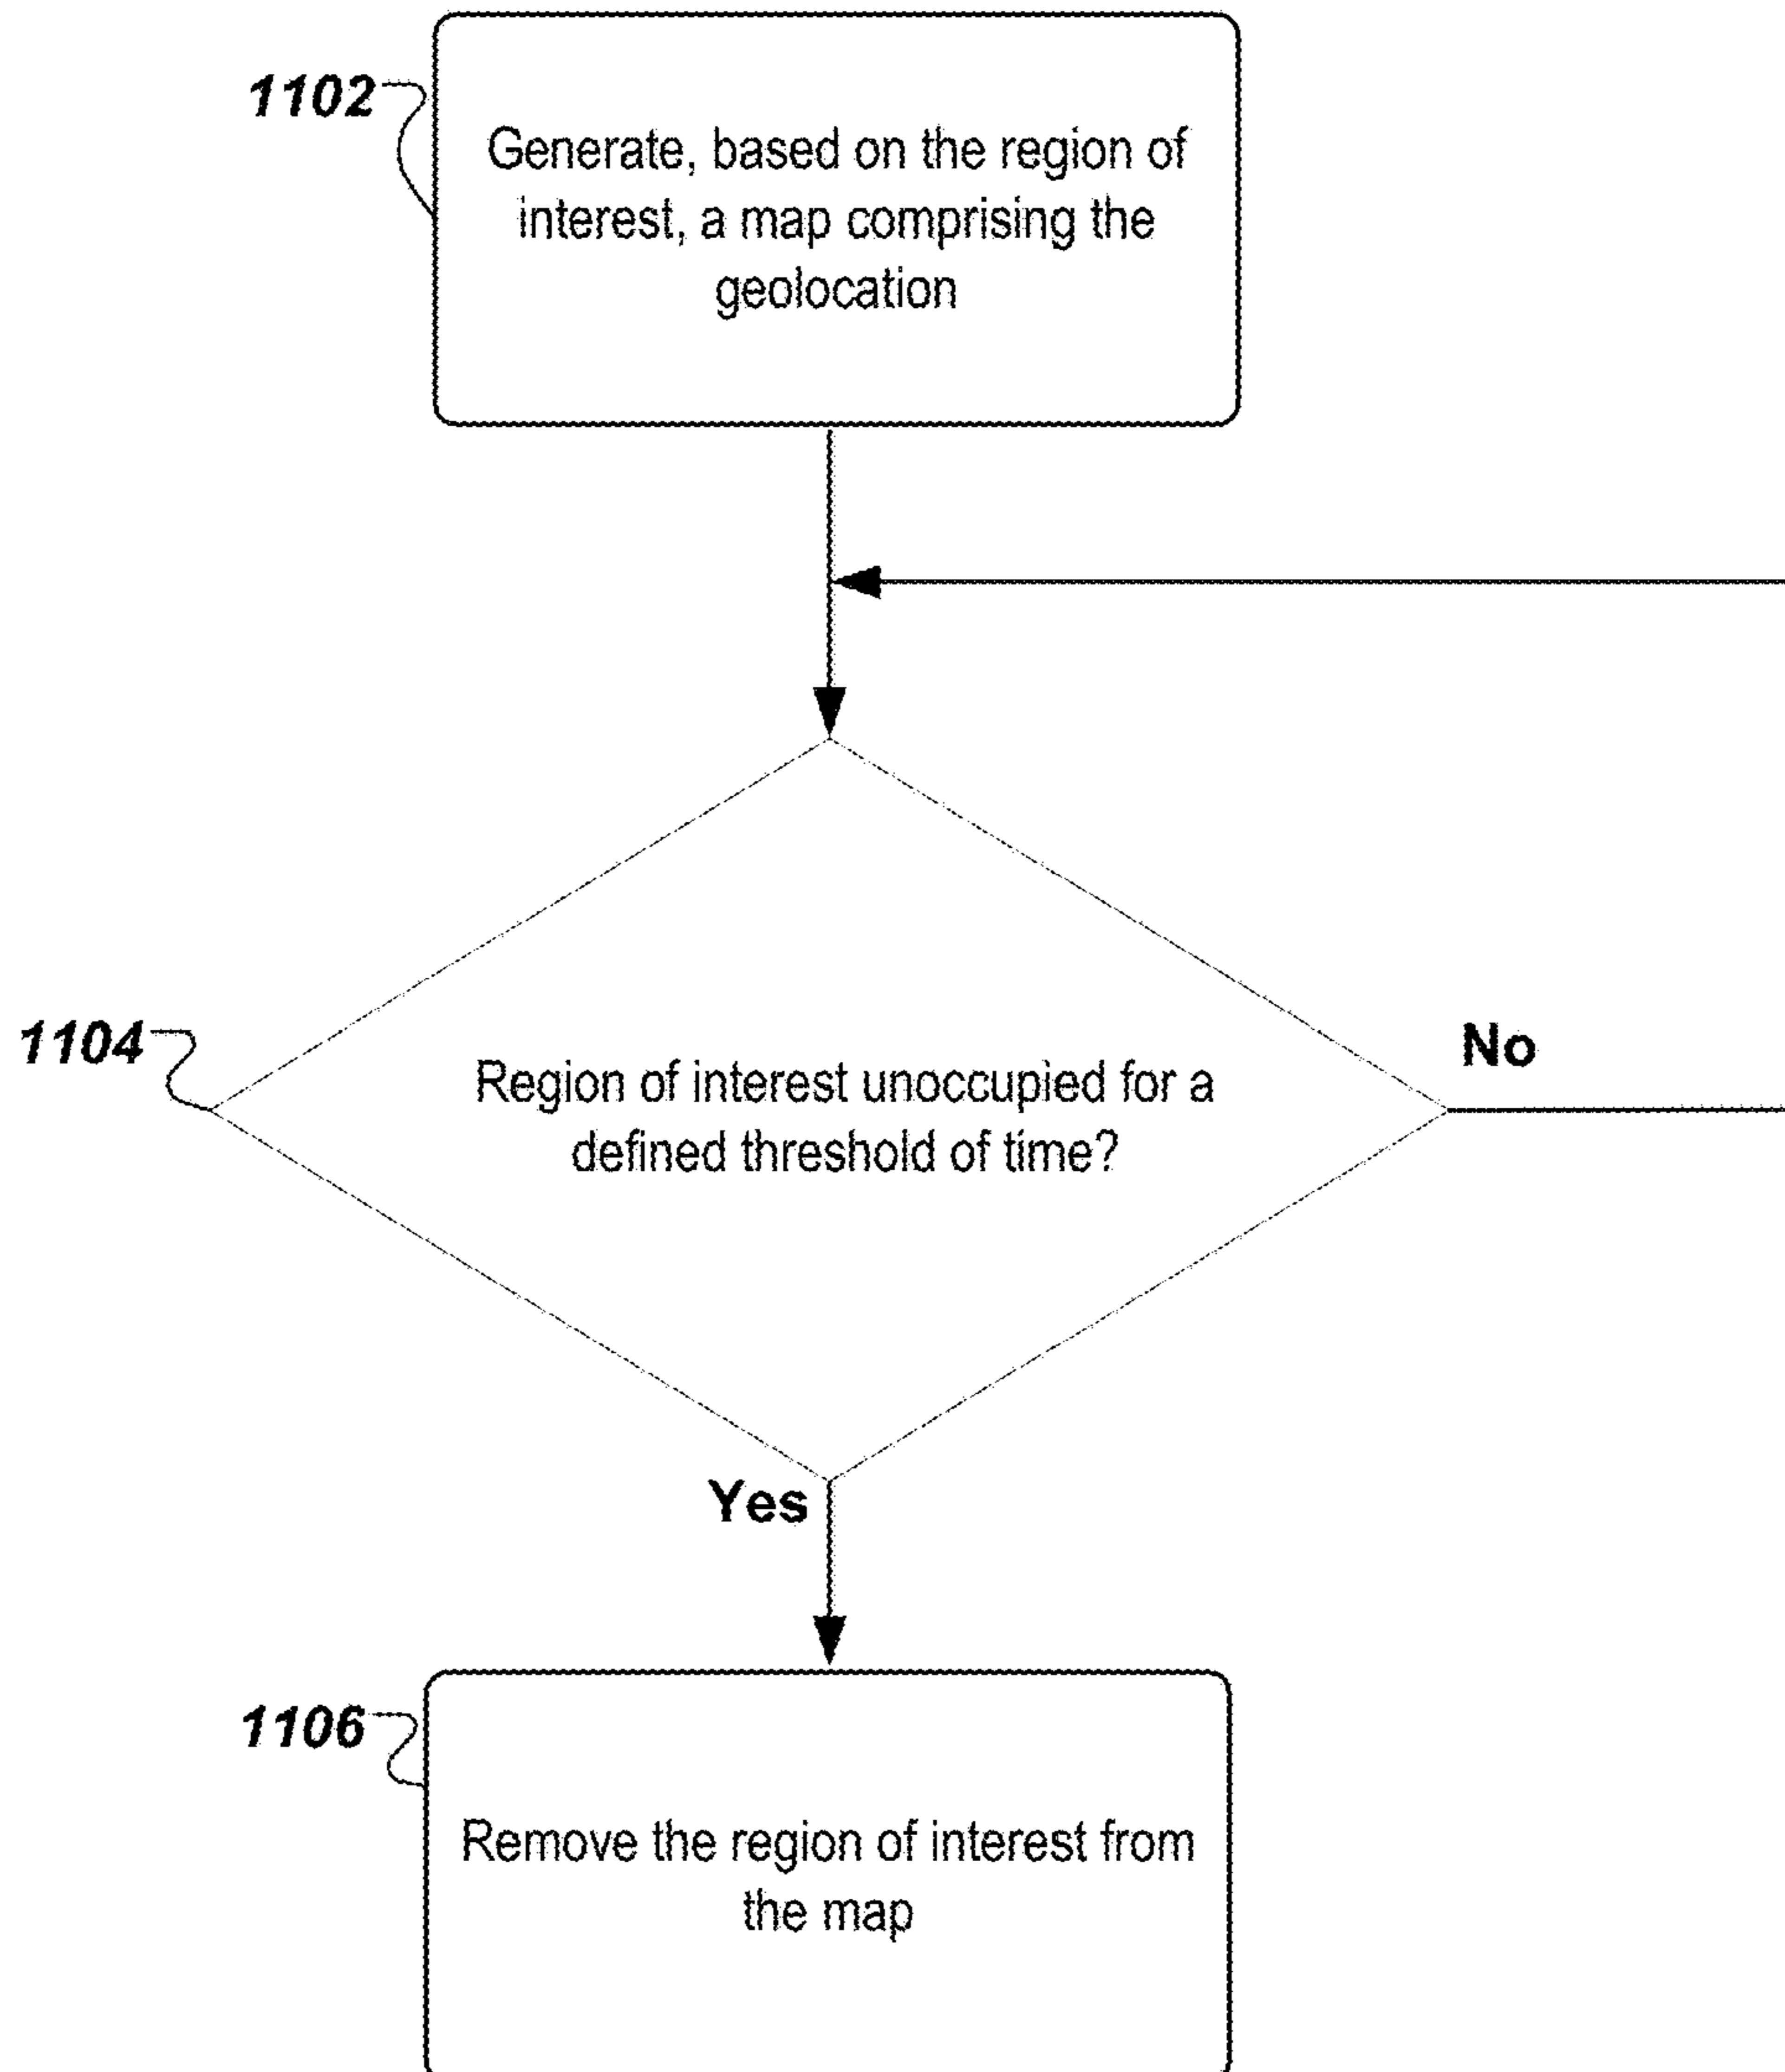 1102
Generate, based on the region of
interest, a map comprising the
geolocation
1104
Region of interest unoccupied for a
defined threshold of time?
No
Yes
1106
Remove the region of interest from
the map